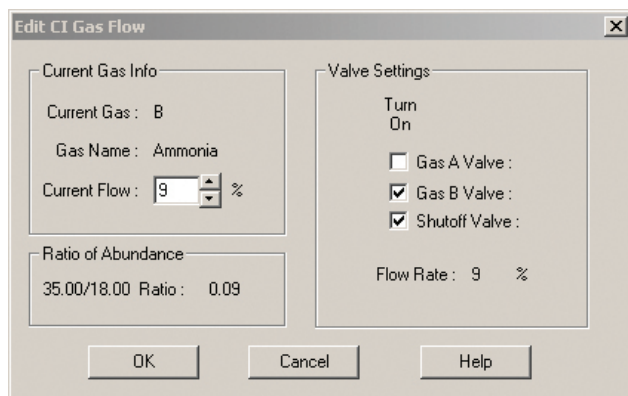 Edit CI Gas Flow
Current Gas Info
Current Gas : B
Gas Name : Ammonia
Current Flow : 9 %
Ratio of Abundance
35.00/18.00 Ratio : 0.09
Valve Settings
Turn
On
Gas A Valve :
Gas B Valve :
Shutoff Valve :
Flow Rate : 9 %
OK Cancel Help